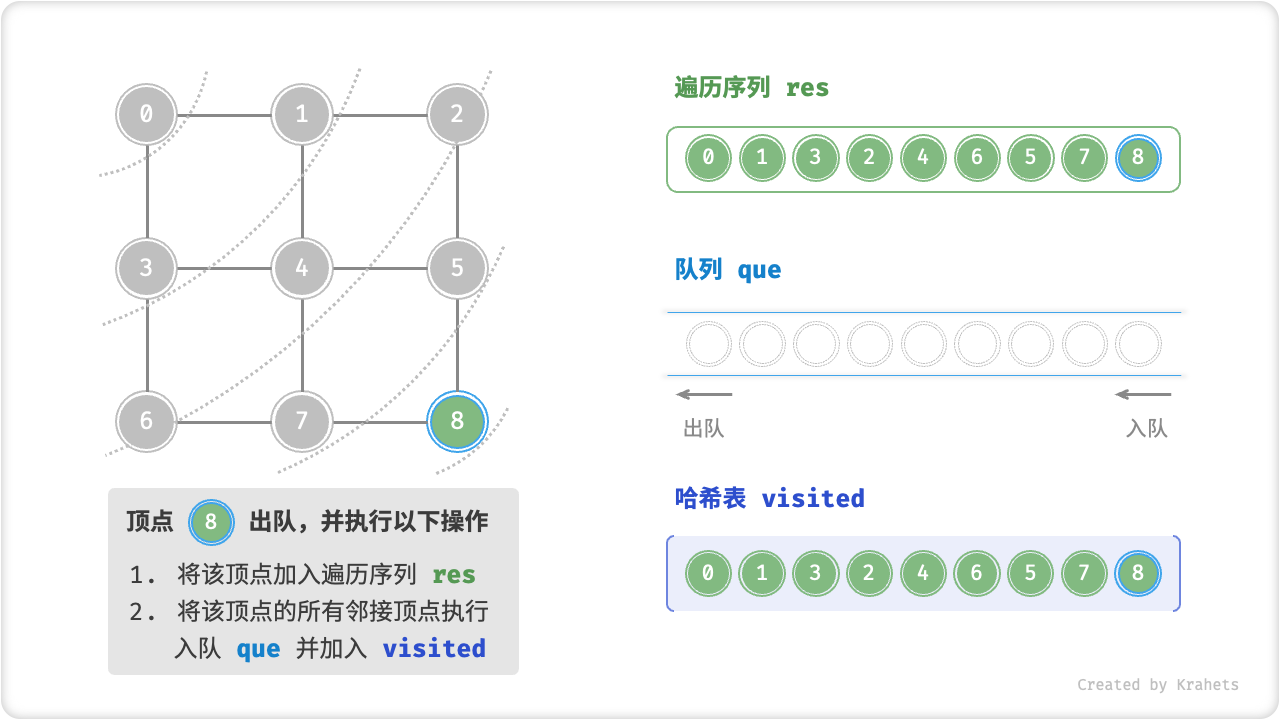 0 1 2
3 4 5
6 7 8
顶点 8 出队，并执行以下操作
1. 将该顶点加入遍历序列 res
2. 将该顶点的所有邻接顶点执行
入队 que 并加入 visited
遍历序列 res
0 1 3 2 4 6 5 7 8
队列 que
出队 入队
哈希表 visited
0 1 3 2 4 6 5 7 8
Created by Krahets